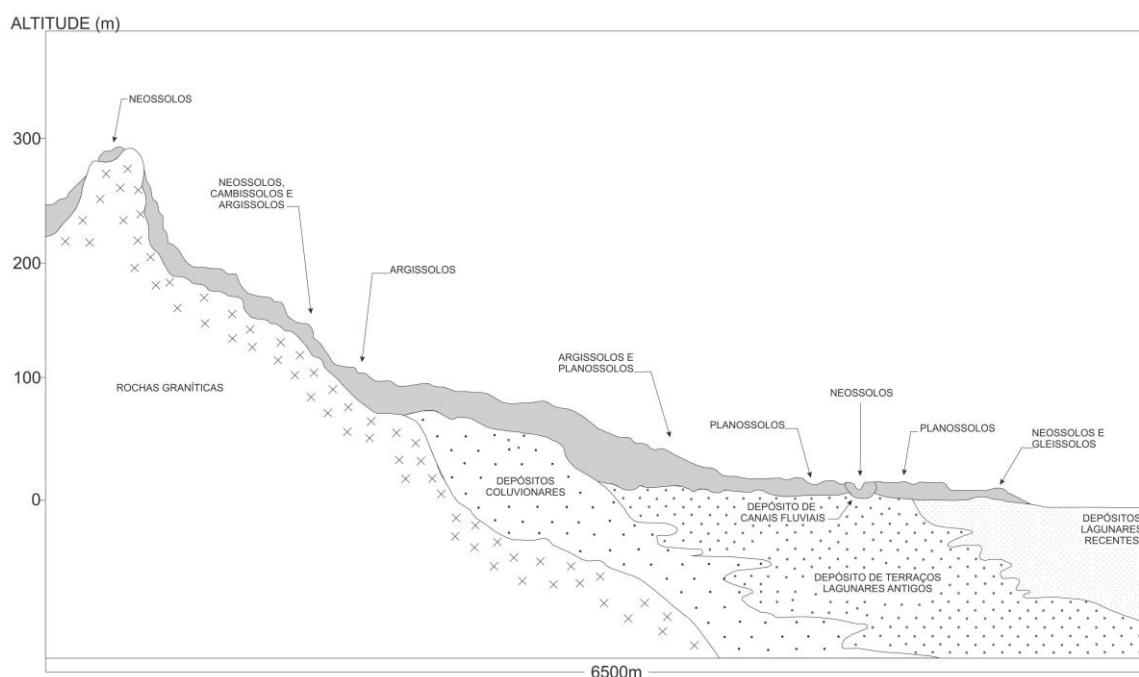 ALTITUDE (m)
NEOSSOLOS
300
NEOSSOLOS,
CAMBISSOLOS E
ARGISSOLOS
200
ARGISSOLOS
100
ROCHAS GRANÍTICAS
ARGISSOLOS E
PLANOSSOLOS
NEOSSOLOS
PLANOSSOLOS
PLANOSSOLOS
NEOSSOLOS E
GLEISSOLOS
0
DEPÓSITOS
COLUVIONARES
DEPÓSITO DE
CANAIS FLUVIAIS
DEPÓSITOS
LAGUNARES
RECENTES
DEPÓSITO DE TERRAÇOS
LAGUNARES ANTIGOS
6500m